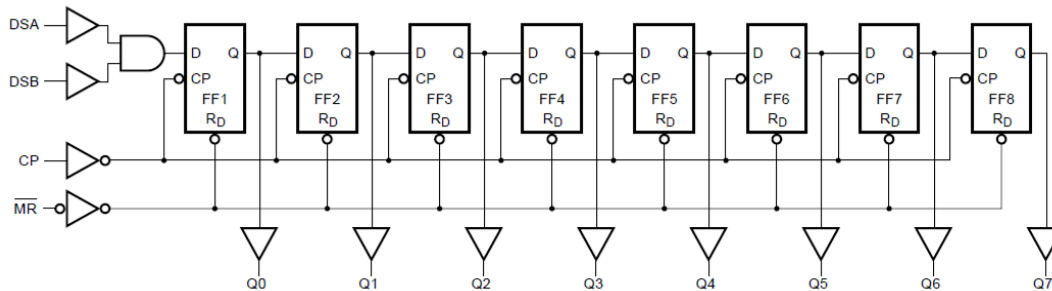 DSA
DSB
D Q D Q D Q D Q D Q D Q D Q D Q
CP CP CP CP CP CP CP CP
FF1 FF2 FF3 FF4 FF5 FF6 FF7 FF8
RD RD RD RD RD RD RD RD
CP
MR
Q0 Q1 Q2 Q3 Q4 Q5 Q6 Q7